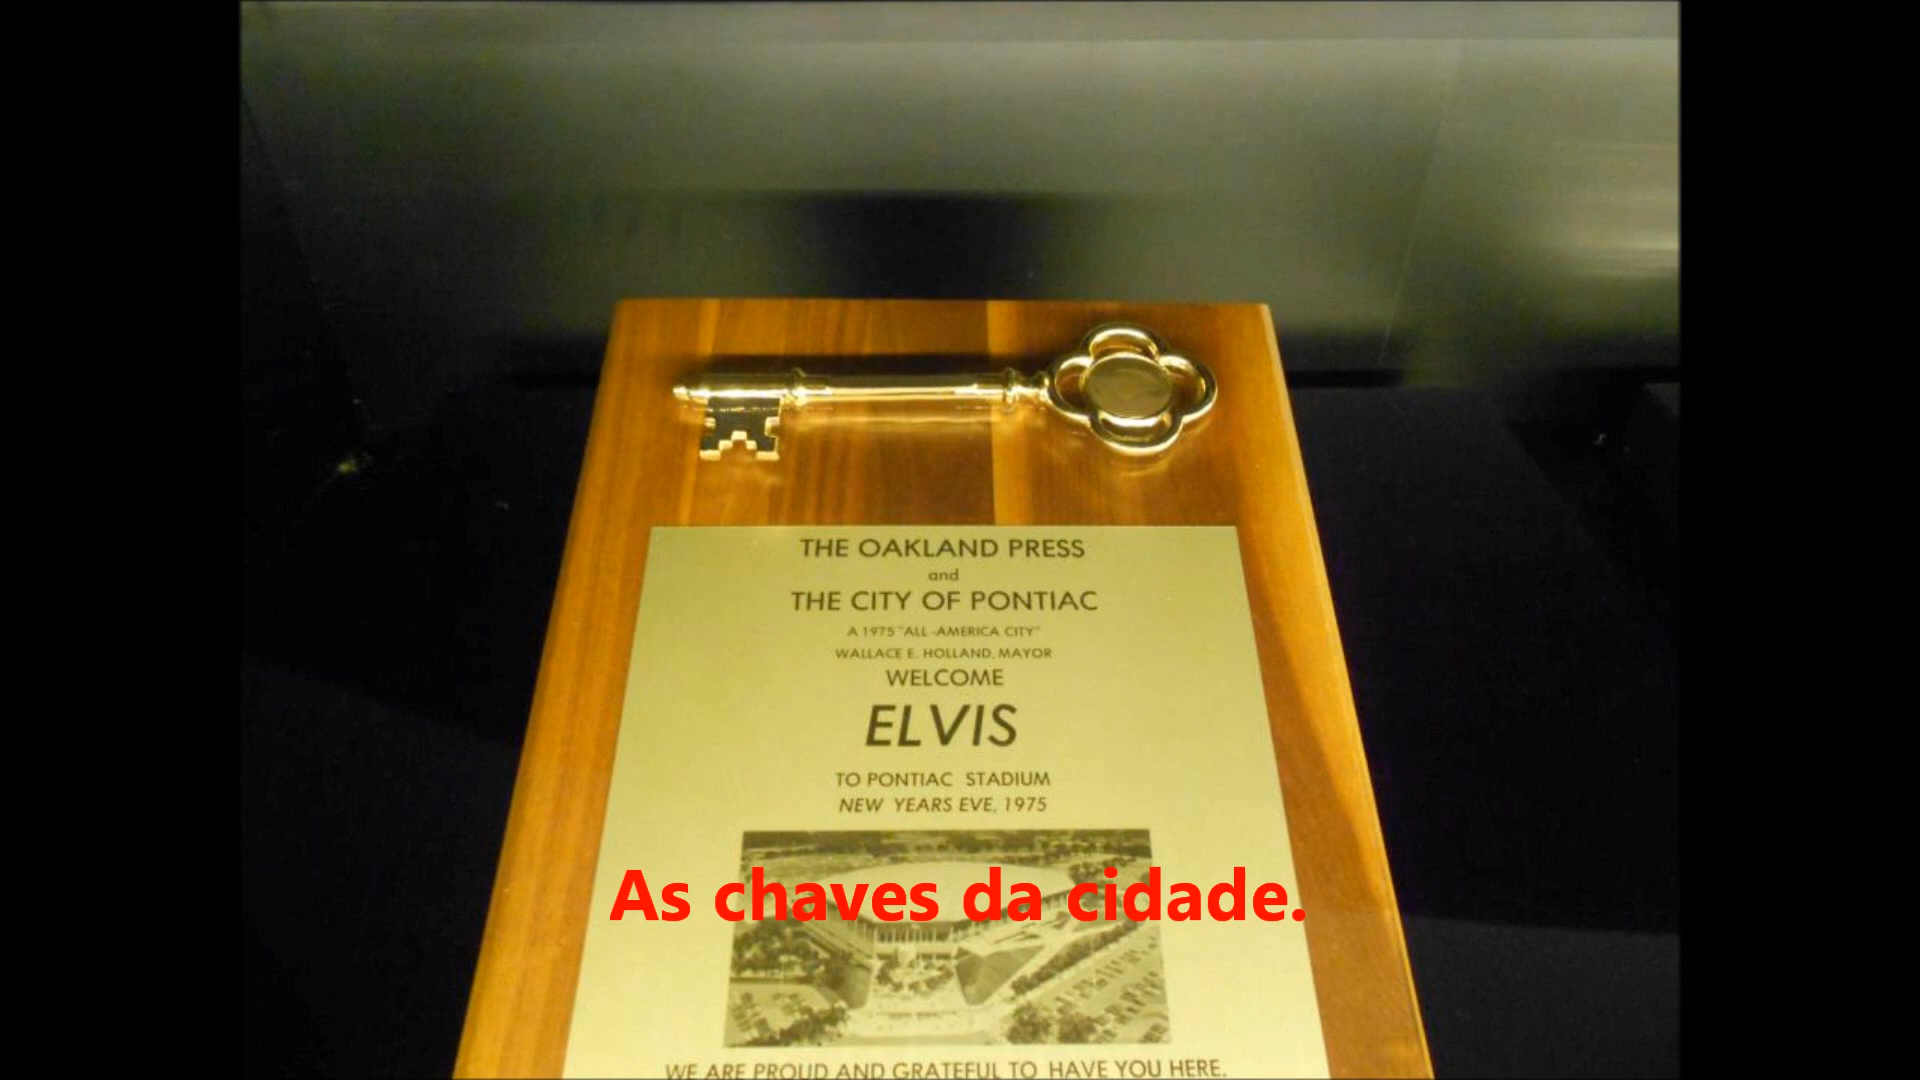 THE OAKLAND PRESS
and
THE CITY OF PONTIAC
A 1975 "ALL-AMERICA CITY"
WALLACE E. HOLLAND, MAYOR
WELCOME
ELVIS
TO PONTIAC STADIUM
NEW YEARS EVE, 1975
As chaves da cidade.
WE ARE PROUD AND GRATEFUL TO HAVE YOU HERE.